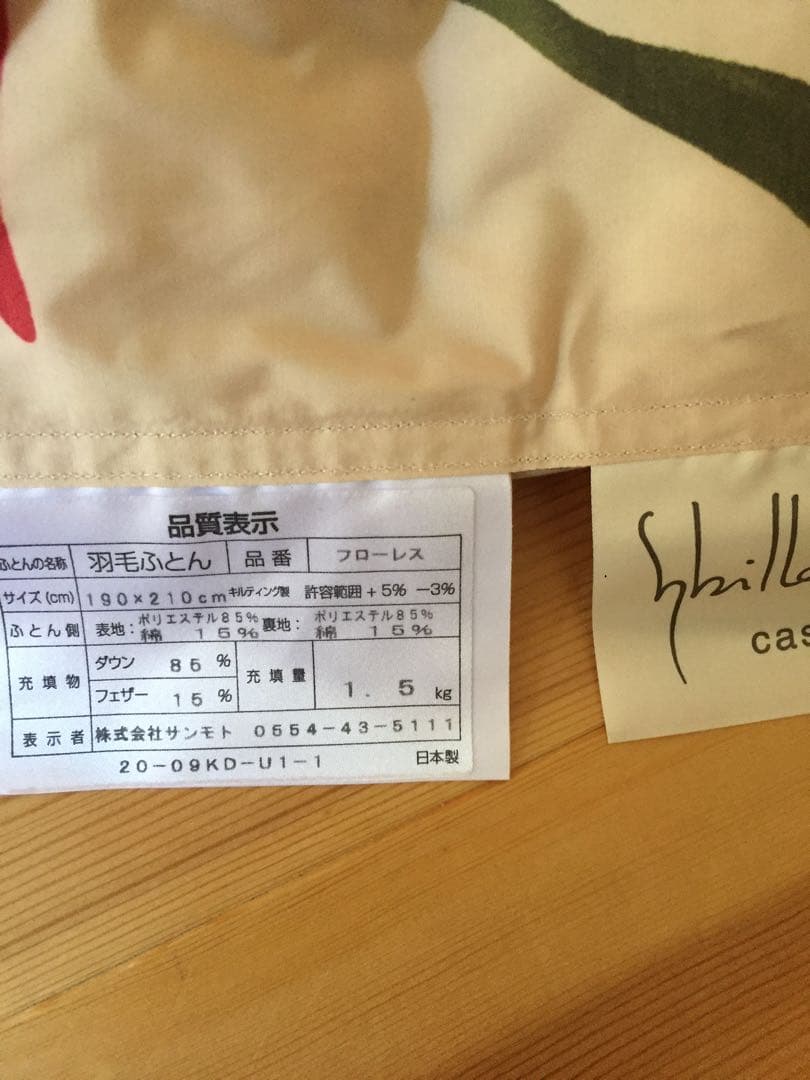 品質表示
ふとんの名称 羽毛ふとん 品番 フローレス
サイズ(cm) 190×210cm キルティング製 許容範囲+5% −3%
ふとん側 表地: ポリエステル85% 綿 15% 裏地: ポリエステル85% 綿 15%
充填物 ダウン 85% フェザー 15% 充填量 1.5kg
表示者 株式会社サンモト 0554-43-5111
20-09KD-U1-1 日本製
Sybilla
cas